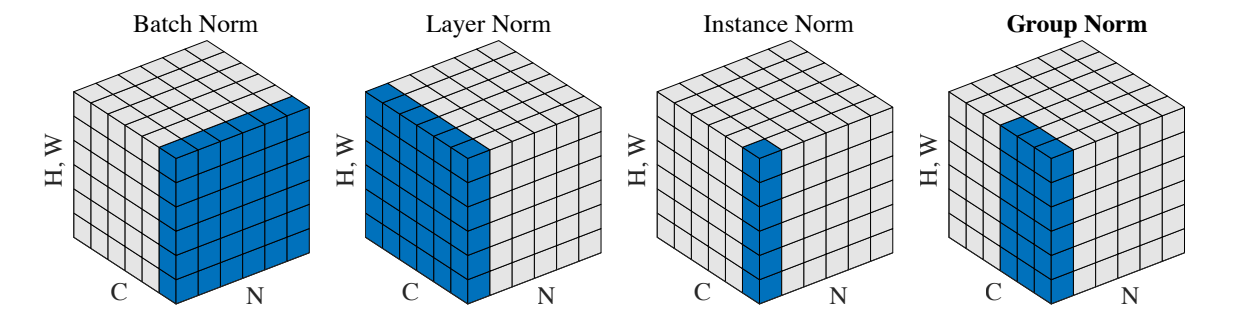 Batch Norm
Layer Norm
Instance Norm
Group Norm
H, W
C
N
H, W
C
N
H, W
C
N
H, W
C
N